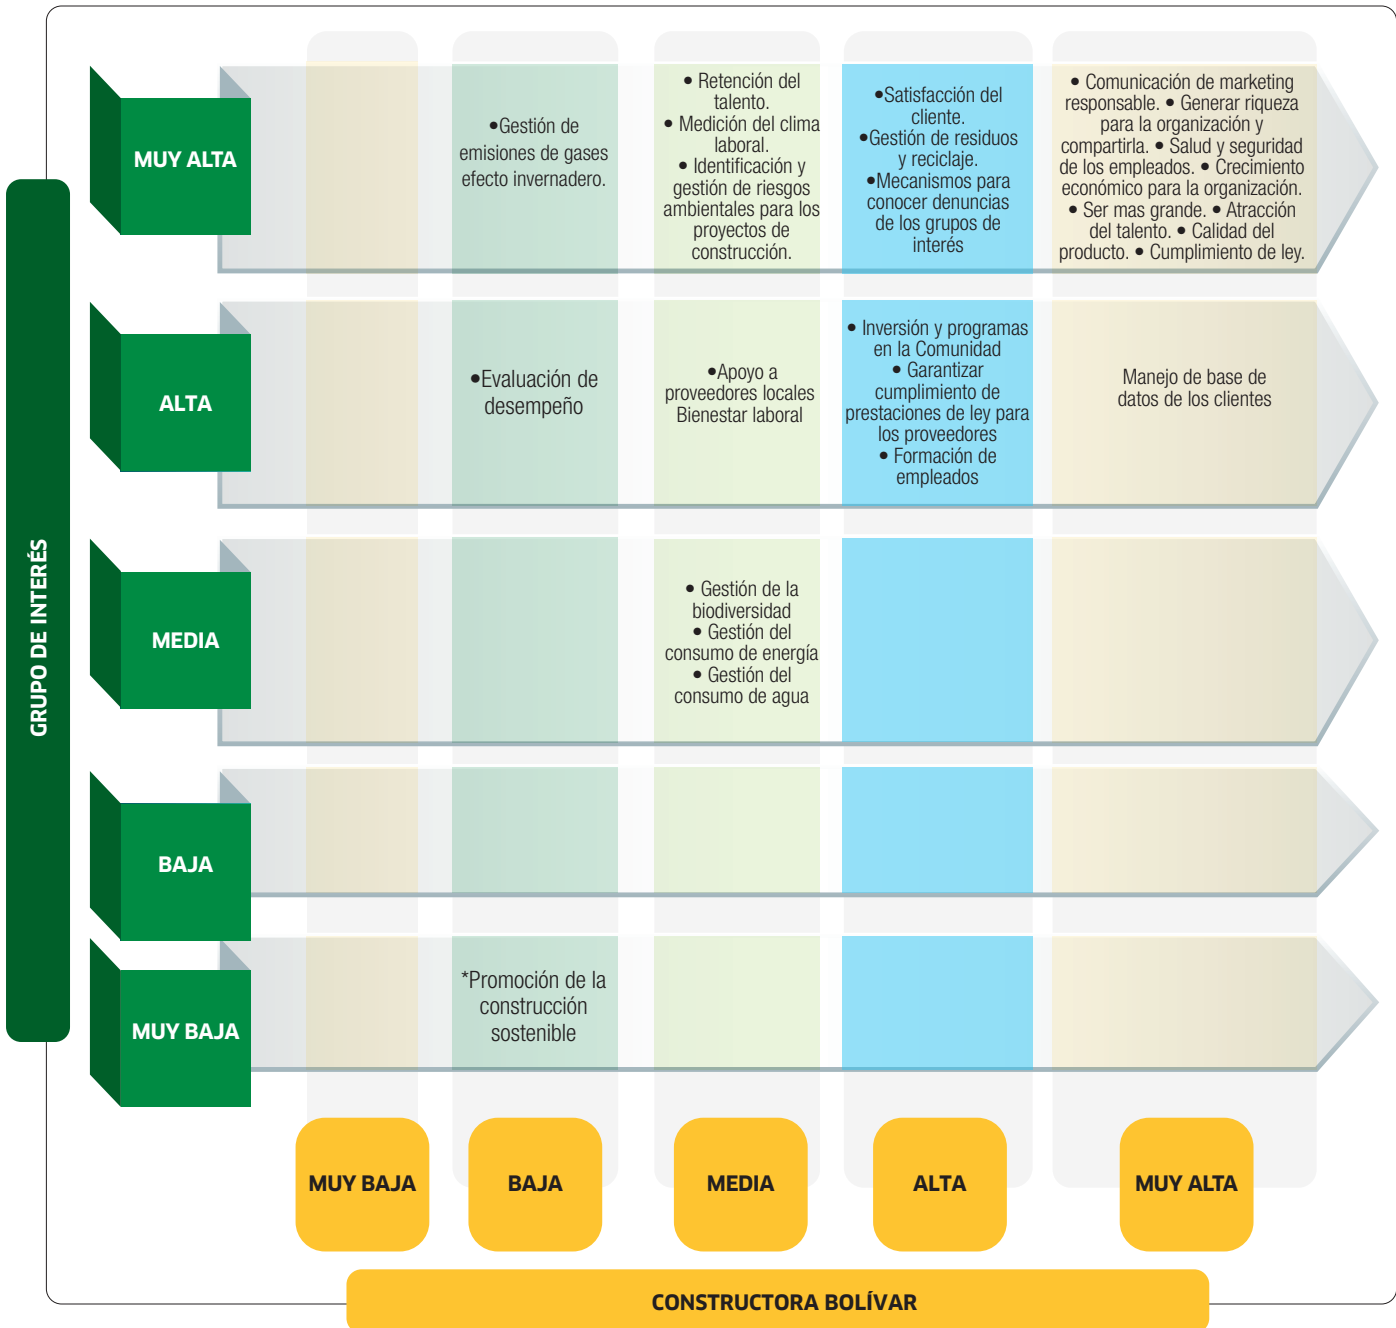 GRUPO DE INTERÉS
MUY ALTA
•Gestión de
emisiones de gases
efecto invernadero.
• Retención del
talento.
• Medición del clima
laboral.
• Identificación y
gestión de riesgos
ambientales para los
proyectos de
construcción.
•Satisfacción del
cliente.
•Gestión de residuos
y reciclaje.
•Mecanismos para
conocer denuncias
de los grupos de
interés
• Comunicación de marketing
responsable. • Generar riqueza
para la organización y
compartirla. • Salud y seguridad
de los empleados. • Crecimiento
económico para la organización.
• Ser mas grande. • Atracción
del talento. • Calidad del
producto. • Cumplimiento de ley.
ALTA
•Evaluación de
desempeño
•Apoyo a
proveedores locales
Bienestar laboral
• Inversión y programas
en la Comunidad
• Garantizar
cumplimiento de
prestaciones de ley para
los proveedores
• Formación de
empleados
Manejo de base de
datos de los clientes
MEDIA
• Gestión de la
biodiversidad
• Gestión del
consumo de energía
• Gestión del
consumo de agua
BAJA
MUY BAJA
*Promoción de la
construcción
sostenible
MUY BAJA
BAJA
MEDIA
ALTA
MUY ALTA
CONSTRUCTORA BOLÍVAR